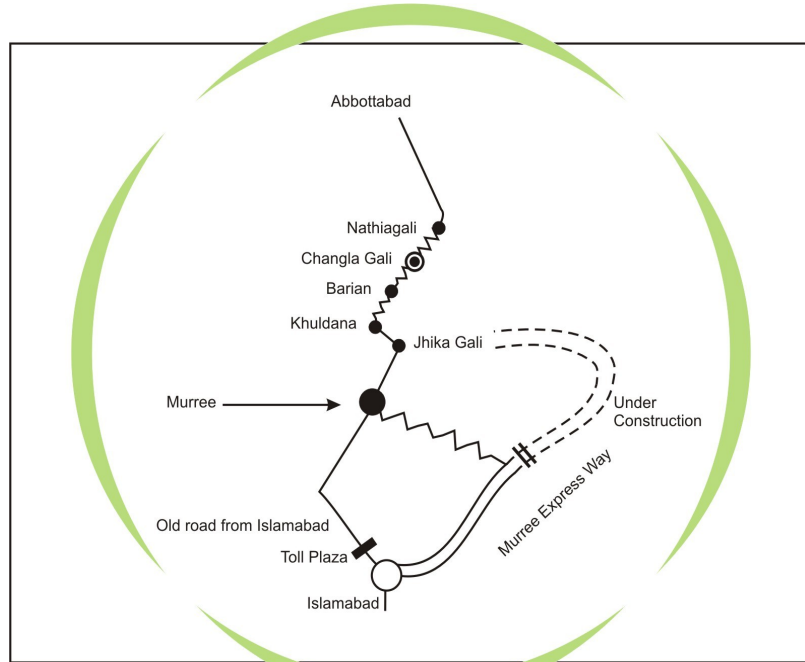 Abbottabad
Nathiagali
Changla Gali
Barian
Khuldana
Jhika Gali
Murree
Under
Construction
Murree Express Way
Old road from Islamabad
Toll Plaza
Islamabad